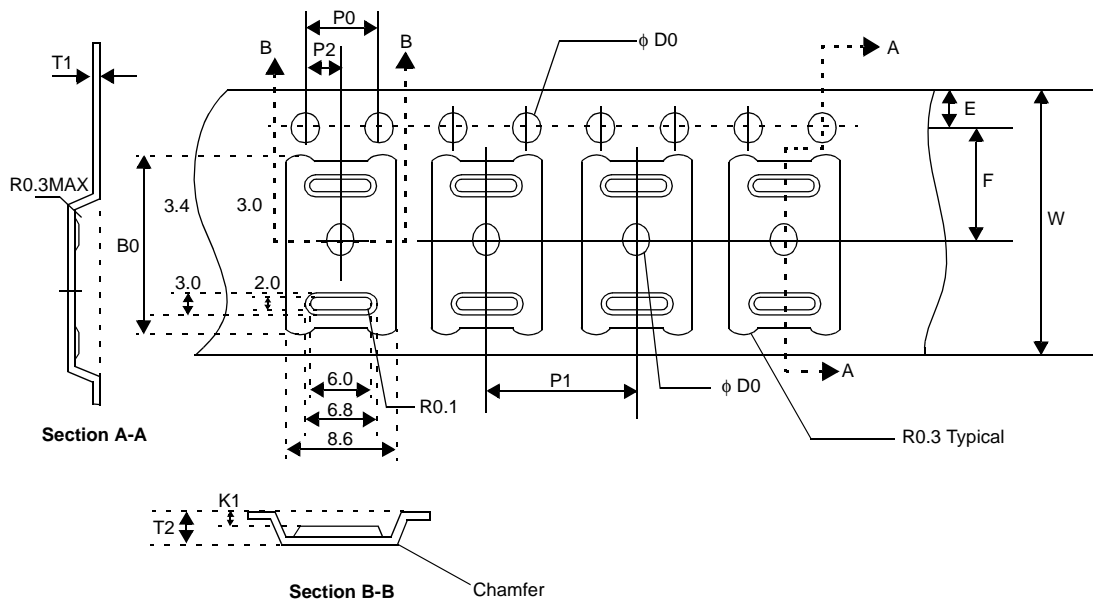 P0
B
B
φ D0
A
P2
T1
E
R0.3MAX
3.4
3.0
F
B0
W
3.0
2.0
6.0
P1
A
φ D0
6.8
R0.1
8.6
Section A-A
R0.3 Typical
K1
T2
Chamfer
Section B-B